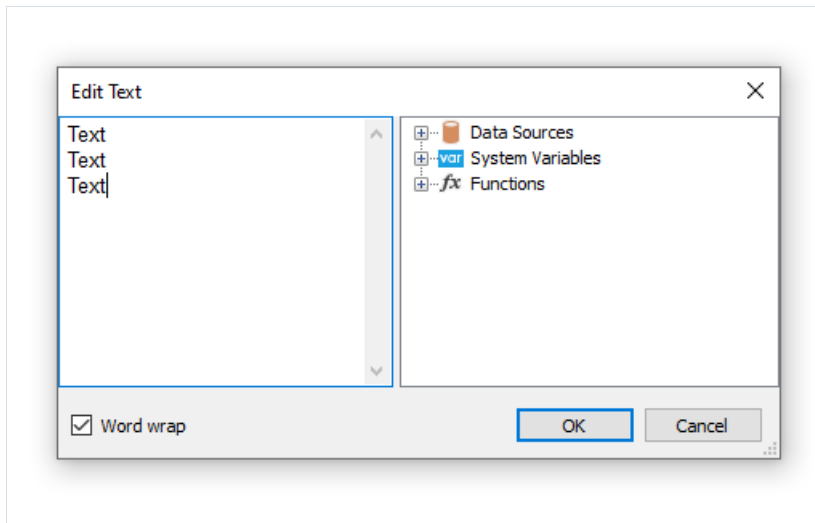 Edit Text
Text
Text
Text
Data Sources
var System Variables
fx Functions
Word wrap
OK
Cancel